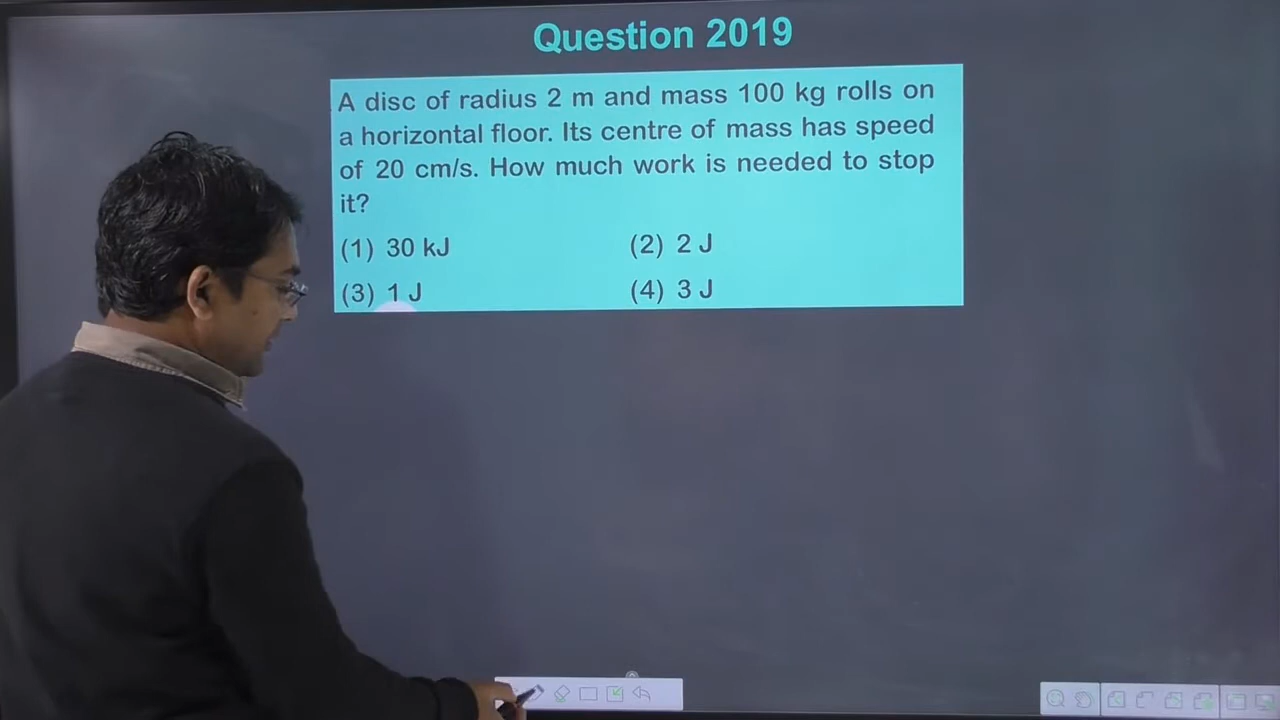 Question 2019
A disc of radius 2 m and mass 100 kg rolls on
a horizontal floor. Its centre of mass has speed
of 20 cm/s. How much work is needed to stop
it?
(1) 30 kJ (2) 2 J
(3) 1 J (4) 3 J